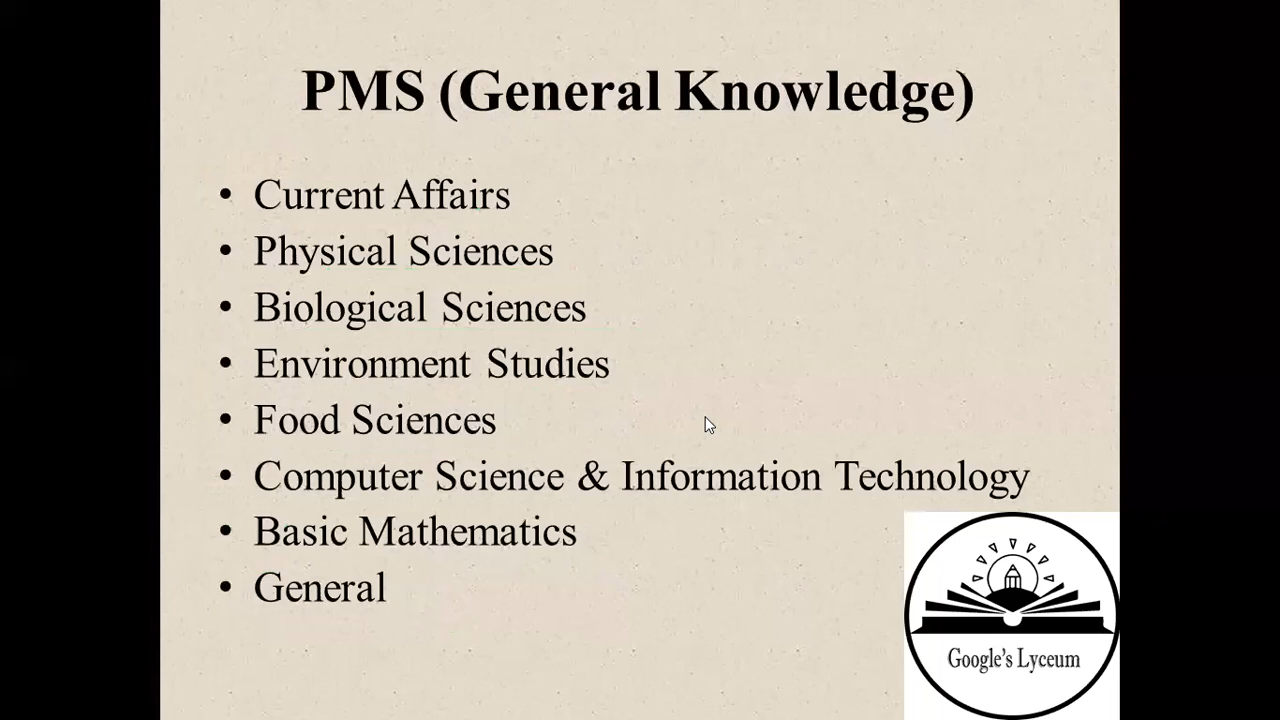 PMS (General Knowledge)
• Current Affairs
• Physical Sciences
• Biological Sciences
• Environment Studies
• Food Sciences
• Computer Science & Information Technology
• Basic Mathematics
• General
Google's Lyceum